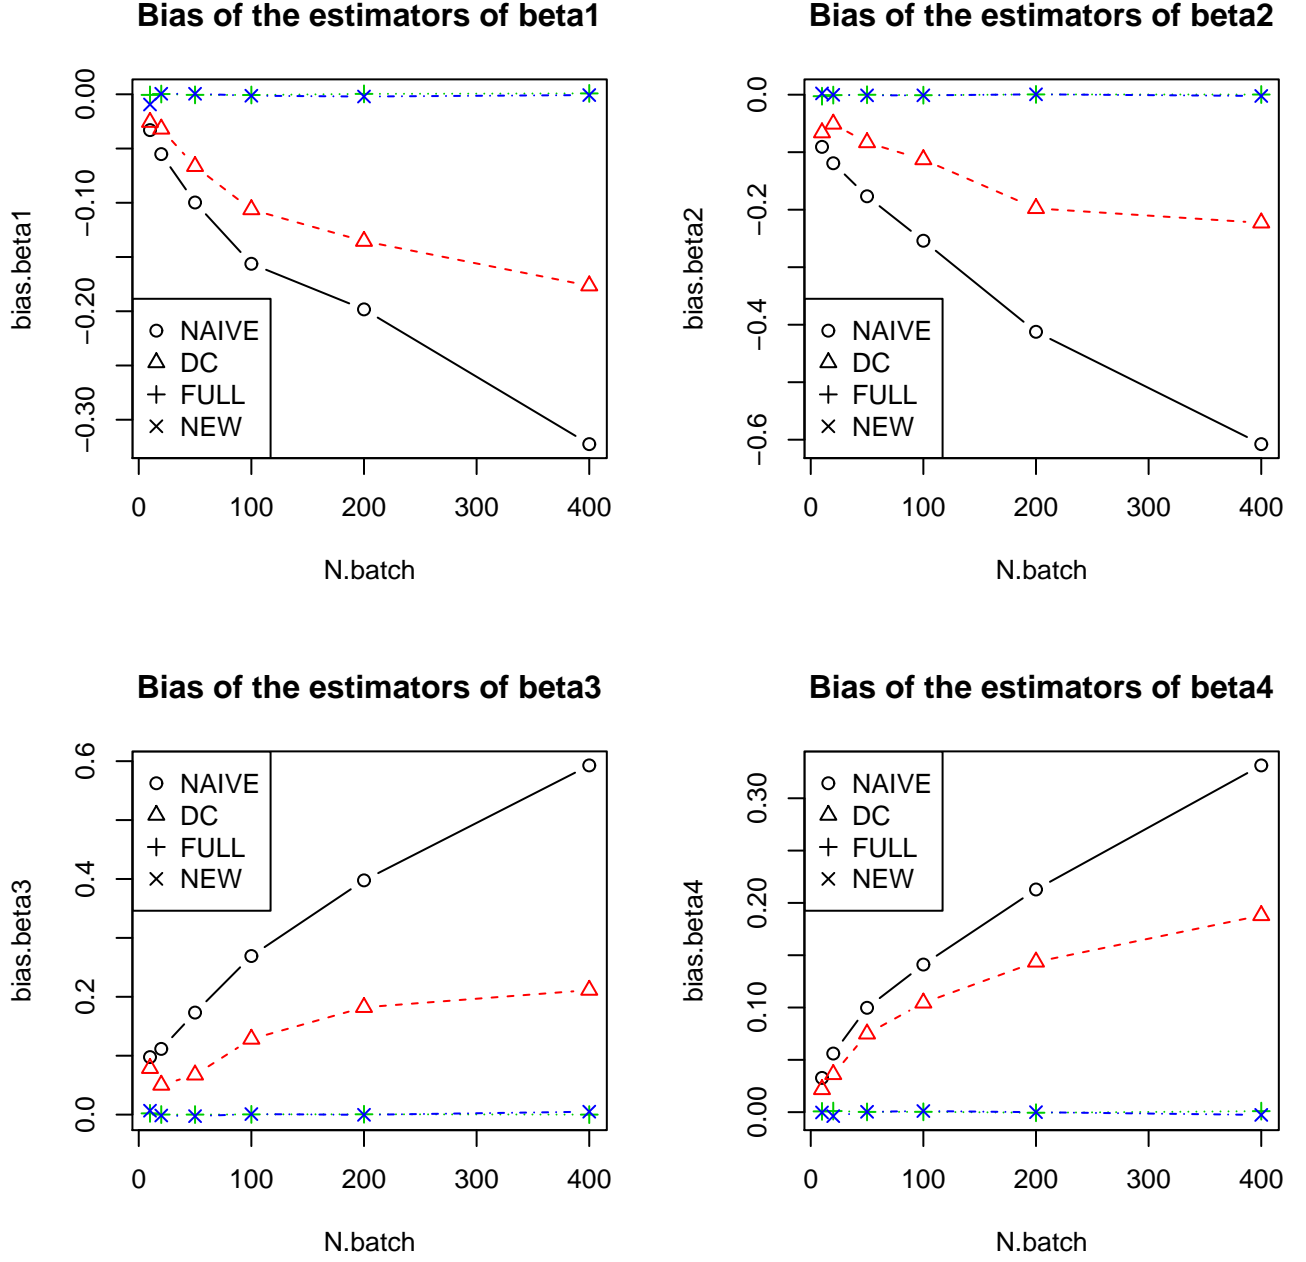 Bias of the estimators of beta1
bias.beta1
0.00
−0.10
−0.20
−0.30
NAIVE
DC
FULL
NEW
0 100 200 300 400
N.batch
Bias of the estimators of beta2
bias.beta2
0.0
−0.2
−0.4
−0.6
NAIVE
DC
FULL
NEW
0 100 200 300 400
N.batch
Bias of the estimators of beta3
bias.beta3
0.6
0.4
0.2
0.0
NAIVE
DC
FULL
NEW
0 100 200 300 400
N.batch
Bias of the estimators of beta4
bias.beta4
0.30
0.20
0.10
0.00
NAIVE
DC
FULL
NEW
0 100 200 300 400
N.batch